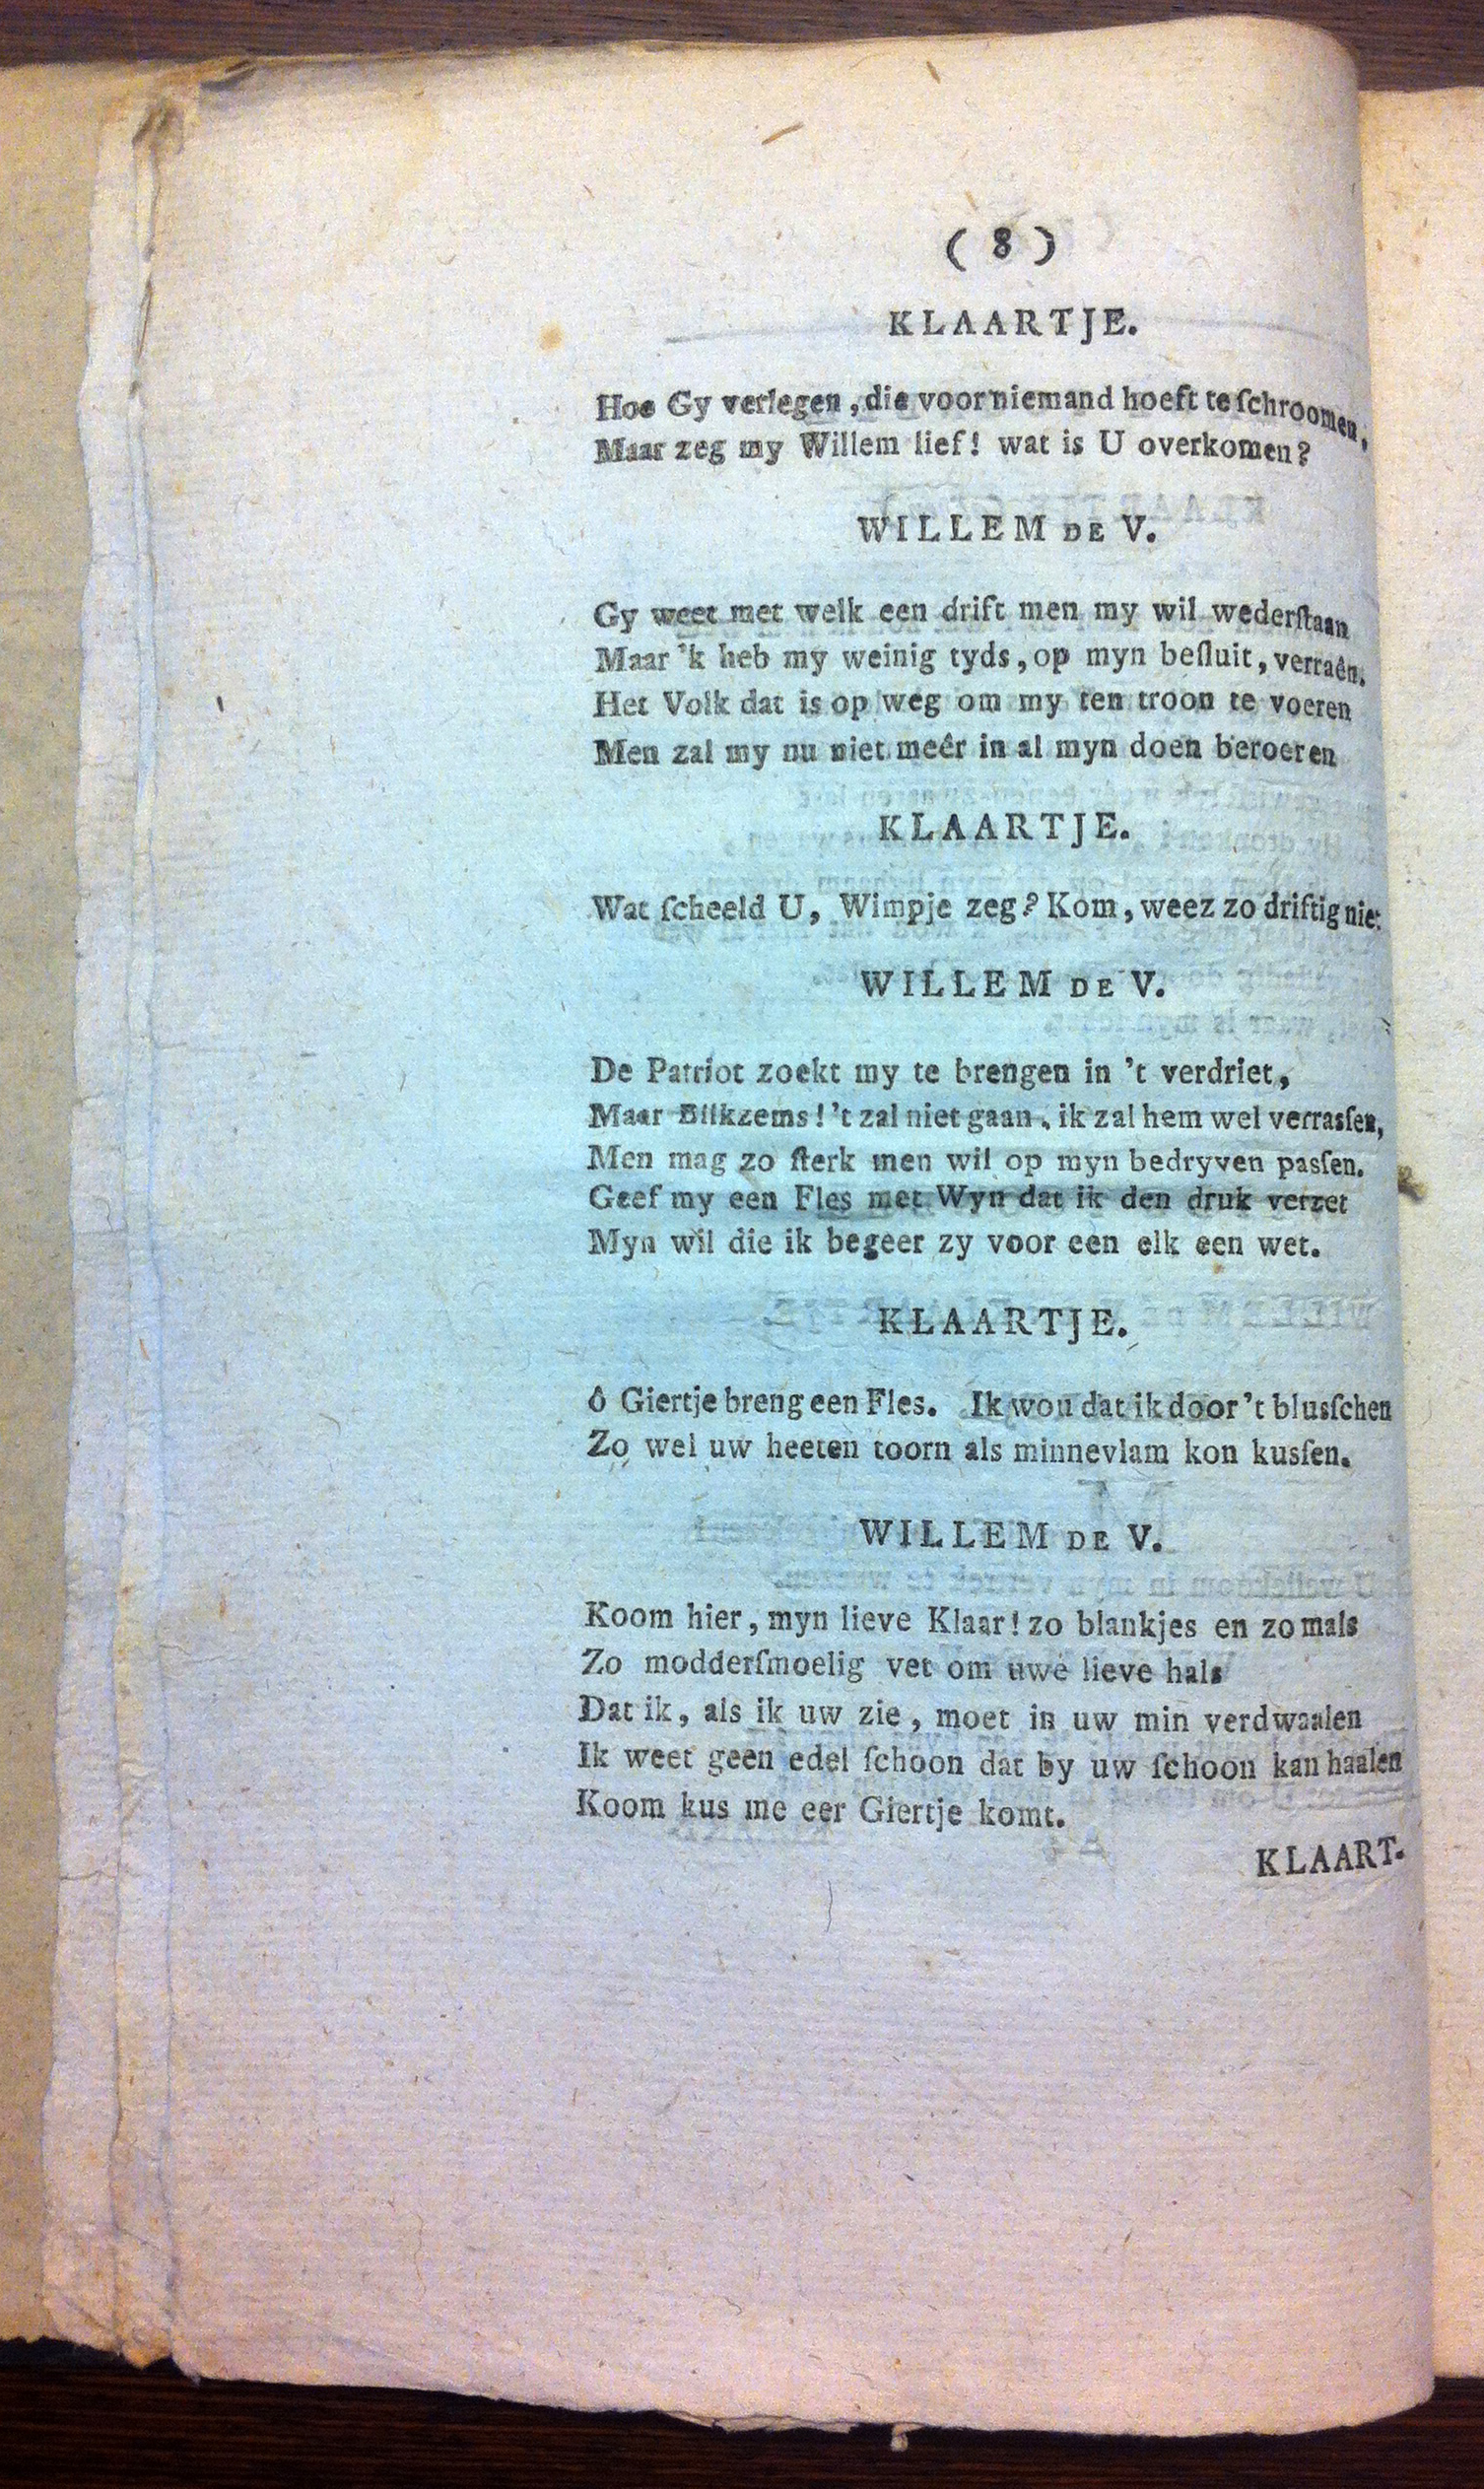 ( 8 )
KLAARTJE.
Hoe Gy verlegen, die voor niemand hoeft te ſchroomen,
Maar zeg my Willem lief! wat is U overkomen?
WILLEM DE V.
Gy weet met welk een drift men my wil wederſtaan
Maar 'k heb my weinig tyds, op myn beſluit, verraên.
Het Volk dat is op weg om my ten troon te voeren
Men zal my nu niet meêr in al myn doen beroeren
KLAARTJE.
Wat ſcheeld U, Wimpje zeg? Kom, weez zo driftig niet
WILLEM DE V.
De Patriot zoekt my te brengen in 't verdriet,
Maar Blikzems! 't zal niet gaan, ik zal hem wel verrasſen,
Men mag zo ſterk men wil op myn bedryven pasſen.
Geef my een Fles met Wyn dat ik den druk verzet
Myn wil die ik begeer zy voor een elk een wet.
KLAARTJE.
ô Giertje breng een Fles. Ik wou dat ik door 't blusſchen
Zo wel uw heeten toorn als minnevlam kon kusſen.
WILLEM DE V.
Koom hier, myn lieve Klaar! zo blankjes en zo mals
Zo modderſmoelig vet om uwe lieve hals
Dat ik, als ik uw zie, moet in uw min verdwaalen
Ik weet geen edel ſchoon dat by uw ſchoon kan haalen
Koom kus me eer Giertje komt.
KLAART.